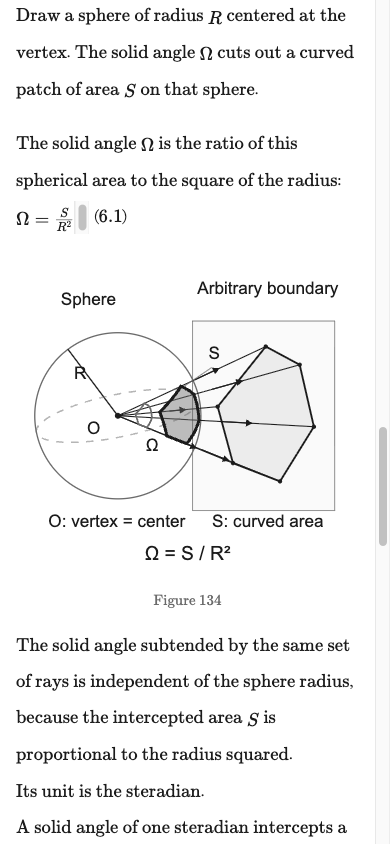 Draw a sphere of radius R centered at the
vertex. The solid angle Ω cuts out a curved
patch of area S on that sphere.
The solid angle Ω is the ratio of this
spherical area to the square of the radius:
Ω = S/R² (6.1)
Sphere
Arbitrary boundary
S
R
O
Ω
O: vertex = center
S: curved area
Ω = S / R²
Figure 134
The solid angle subtended by the same set
of rays is independent of the sphere radius,
because the intercepted area S is
proportional to the radius squared.
Its unit is the steradian.
A solid angle of one steradian intercepts a